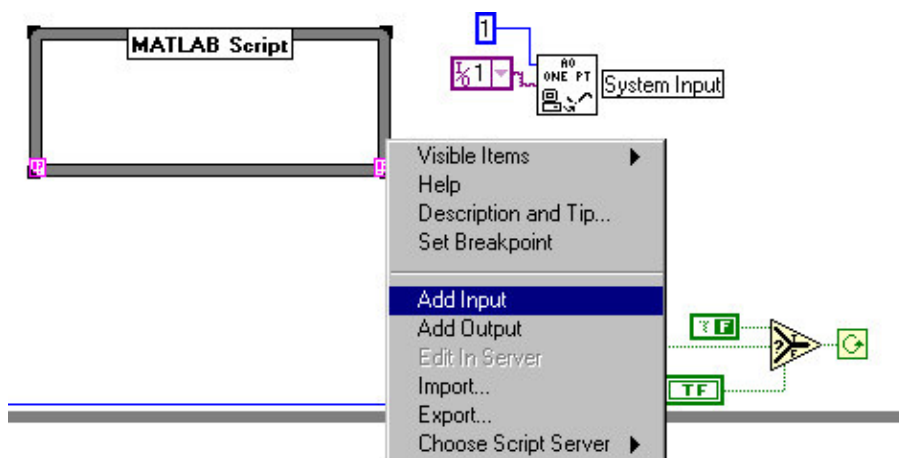 MATLAB Script
1
AO
ONE PT
1
System Input
Visible Items
Help
Description and Tip...
Set Breakpoint
Add Input
Add Output
Edit In Server
Import...
Export...
Choose Script Server
F
?
T
F
TF